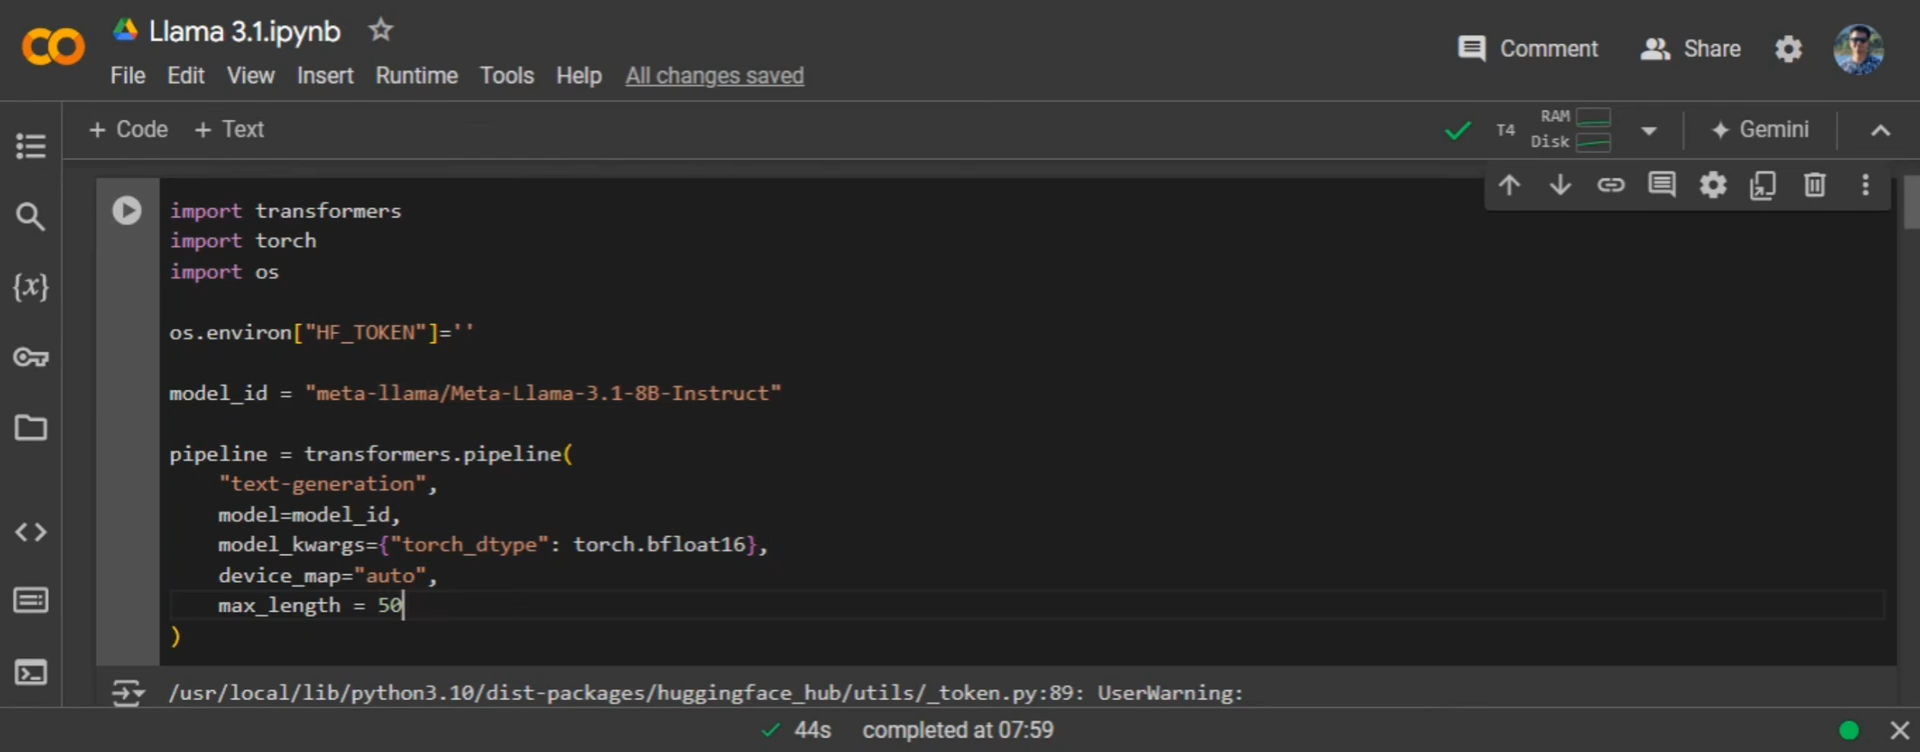 Llama 3.1.ipynb
File Edit View Insert Runtime Tools Help All changes saved
Comment Share
+ Code + Text
T4 RAM Disk Gemini
import transformers
import torch
import os
os.environ["HF_TOKEN"]=''
model_id = "meta-llama/Meta-Llama-3.1-8B-Instruct"
pipeline = transformers.pipeline(
"text-generation",
model=model_id,
model_kwargs={"torch_dtype": torch.bfloat16},
device_map="auto",
max_length = 50
)
/usr/local/lib/python3.10/dist-packages/huggingface_hub/utils/_token.py:89: UserWarning:
44s completed at 07:59